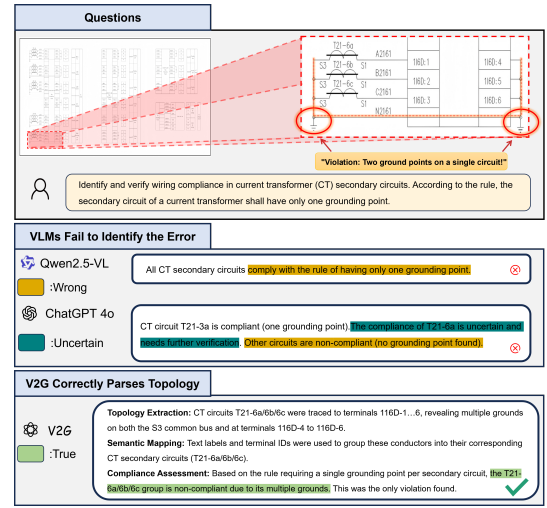 Questions
T21-6a
A2161
S3
S1
116D:1
116D:4
T21-6b
B2161
S3
S1
116D:2
116D:5
T21-6c
C2161
S3
S1
116D:3
116D:6
N2161
"Violation: Two ground points on a single circuit!"
Identify and verify wiring compliance in current transformer (CT) secondary circuits. According to the rule, the
secondary circuit of a current transformer shall have only one grounding point.
VLMs Fail to Identify the Error
Qwen2.5-VL
:Wrong
All CT secondary circuits comply with the rule of having only one grounding point.
ChatGPT 4o
:Uncertain
CT circuit T21-3a is compliant (one grounding point).The compliance of T21-6a is uncertain and
needs further verification. Other circuits are non-compliant (no grounding point found).
V2G Correctly Parses Topology
V2G
:True
Topology Extraction: CT circuits T21-6a/6b/6c were traced to terminals 116D-1…6, revealing multiple grounds
on both the S3 common bus and at terminals 116D-4 to 116D-6.
Semantic Mapping: Text labels and terminal IDs were used to group these conductors into their corresponding
CT secondary circuits (T21-6a/6b/6c).
Compliance Assessment: Based on the rule requiring a single grounding point per secondary circuit, the T21-
6a/6b/6c group is non-compliant due to its multiple grounds. This was the only violation found.